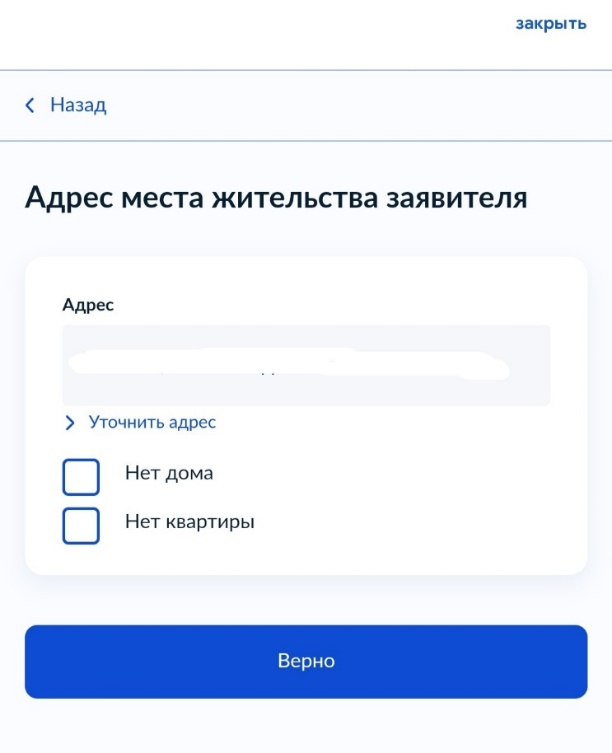 закрыть
Назад
Адрес места жительства заявителя
Адрес
Уточнить адрес
Нет дома
Нет квартиры
Верно